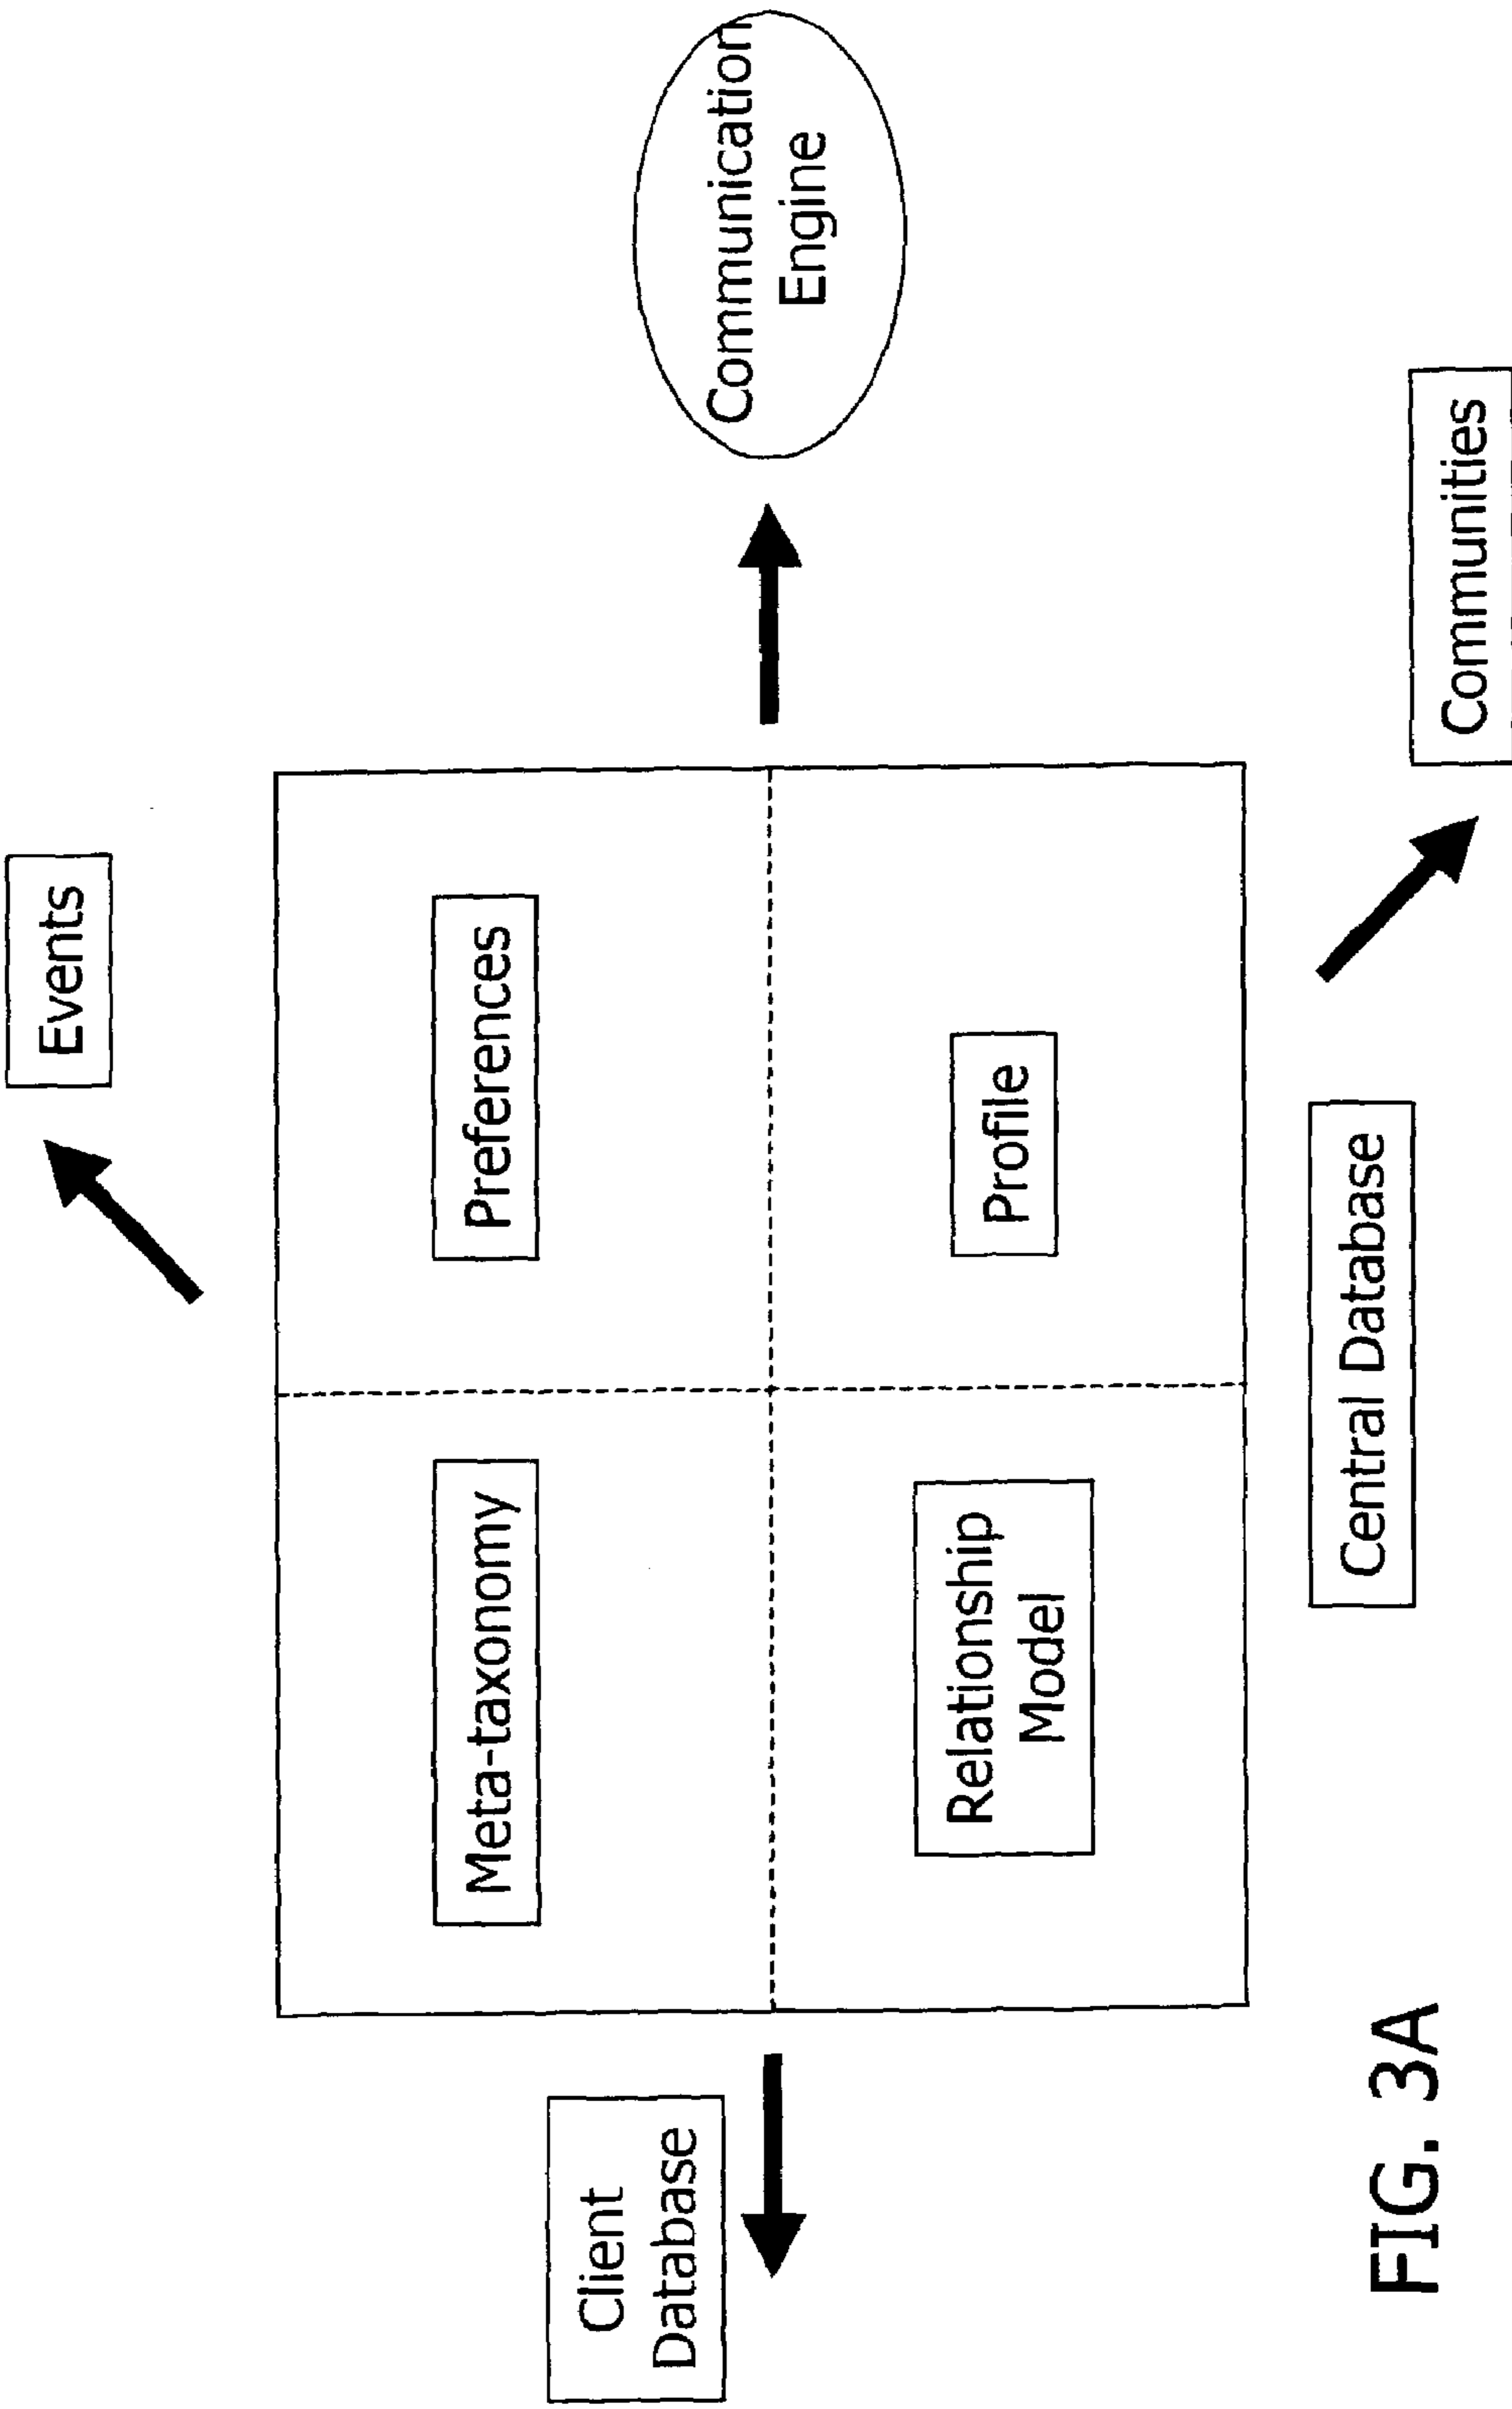 Events
Client
Database
Meta-taxonomy
Preferences
Communication
Engine
Relationship
Model
Profile
Central Database
Communities
FIG. 3A